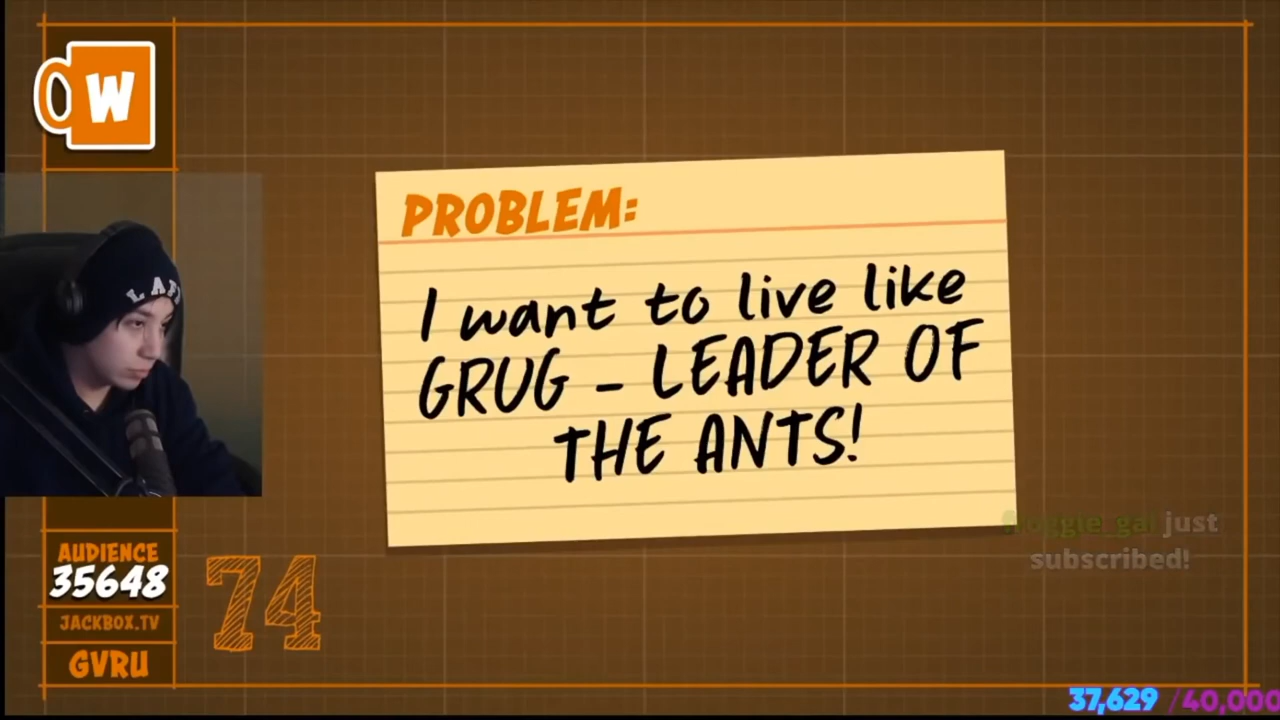 W
PROBLEM:
I want to live like
GRUG - LEADER OF
THE ANTS!
AUDIENCE
35648
JACKBOX.TV
GVRU
74
just
subscribed!
37,629 /40,000